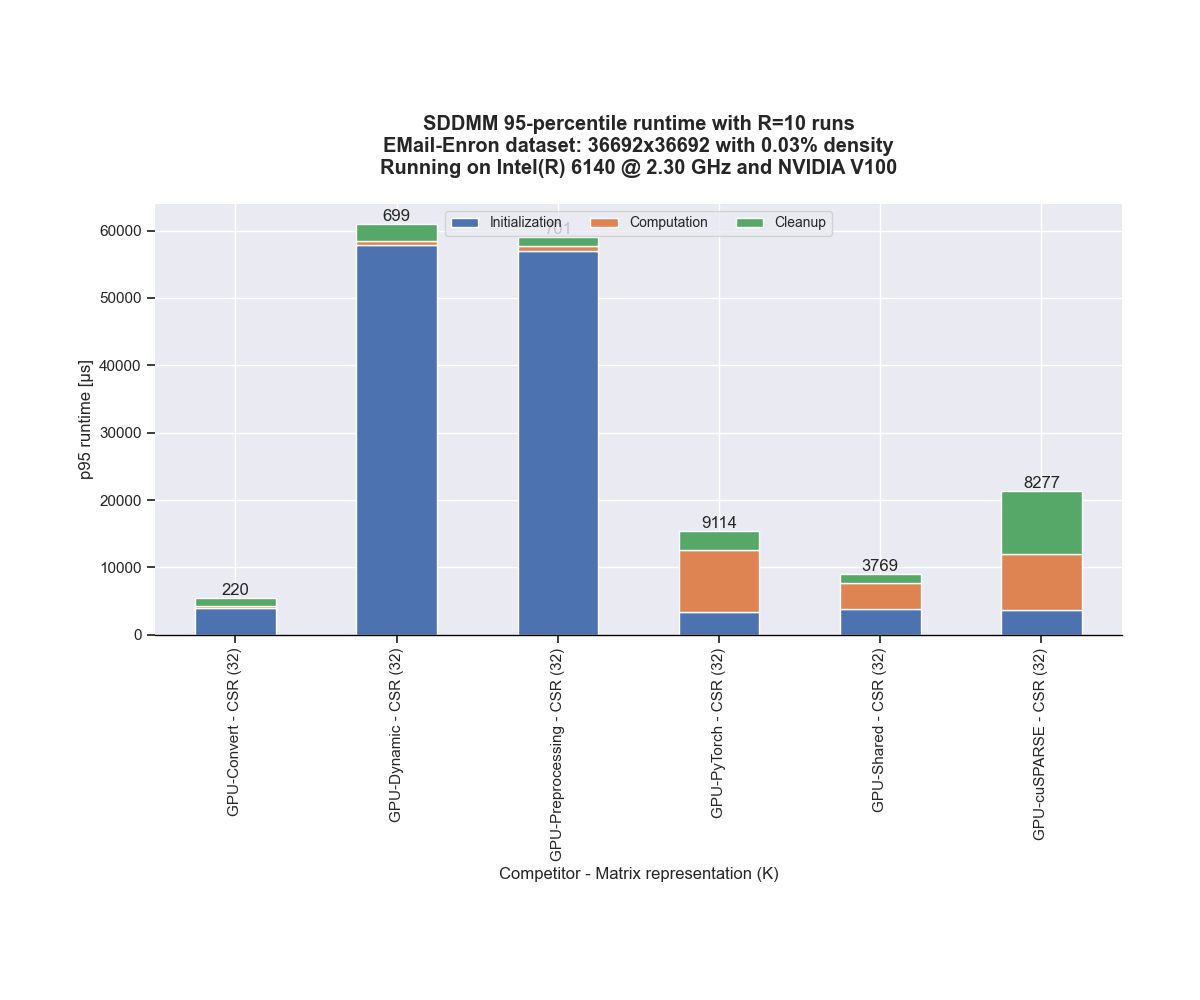 SDDMM 95-percentile runtime with R=10 runs
EMail-Enron dataset: 36692x36692 with 0.03% density
Running on Intel(R) 6140 @ 2.30 GHz and NVIDIA V100
Initialization Computation Cleanup
699
701
8277
9114
3769
220
p95 runtime [µs]
60000
50000
40000
30000
20000
10000
0
GPU-Convert - CSR (32)
GPU-Dynamic - CSR (32)
GPU-Preprocessing - CSR (32)
GPU-PyTorch - CSR (32)
GPU-Shared - CSR (32)
GPU-cuSPARSE - CSR (32)
Competitor - Matrix representation (K)